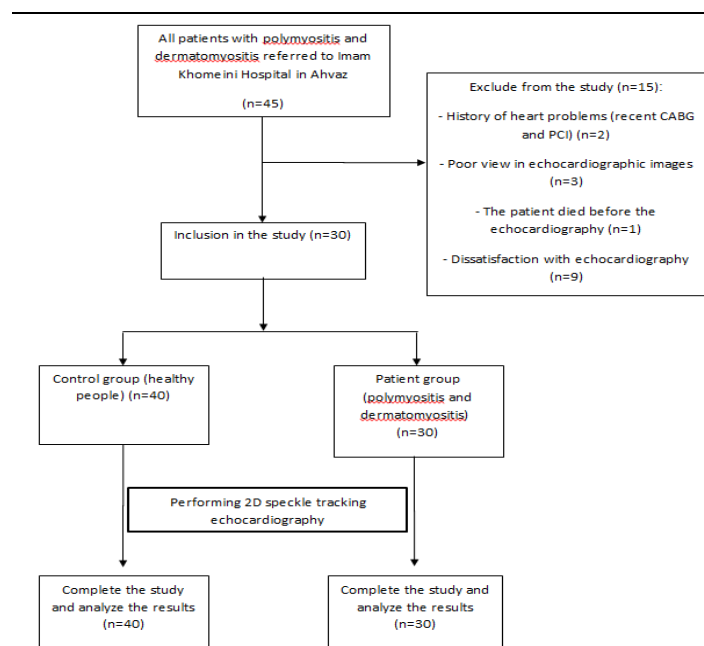 All patients with polymyositis and
dermatomyositis referred to Imam
Khomeini Hospital in Ahvaz
(n=45)
Exclude from the study (n=15):
- History of heart problems (recent CABG
and PCI) (n=2)
- Poor view in echocardiographic images
(n=3)
- The patient died before the
echocardiography (n=1)
- Dissatisfaction with echocardiography
(n=9)
Inclusion in the study (n=30)
Control group (healthy
people) (n=40)
Patient group
(polymyositis and
dermatomyositis)
(n=30)
Performing 2D speckle tracking
echocardiography
Complete the study
and analyze the results
(n=40)
Complete the study and
analyze the results
(n=30)